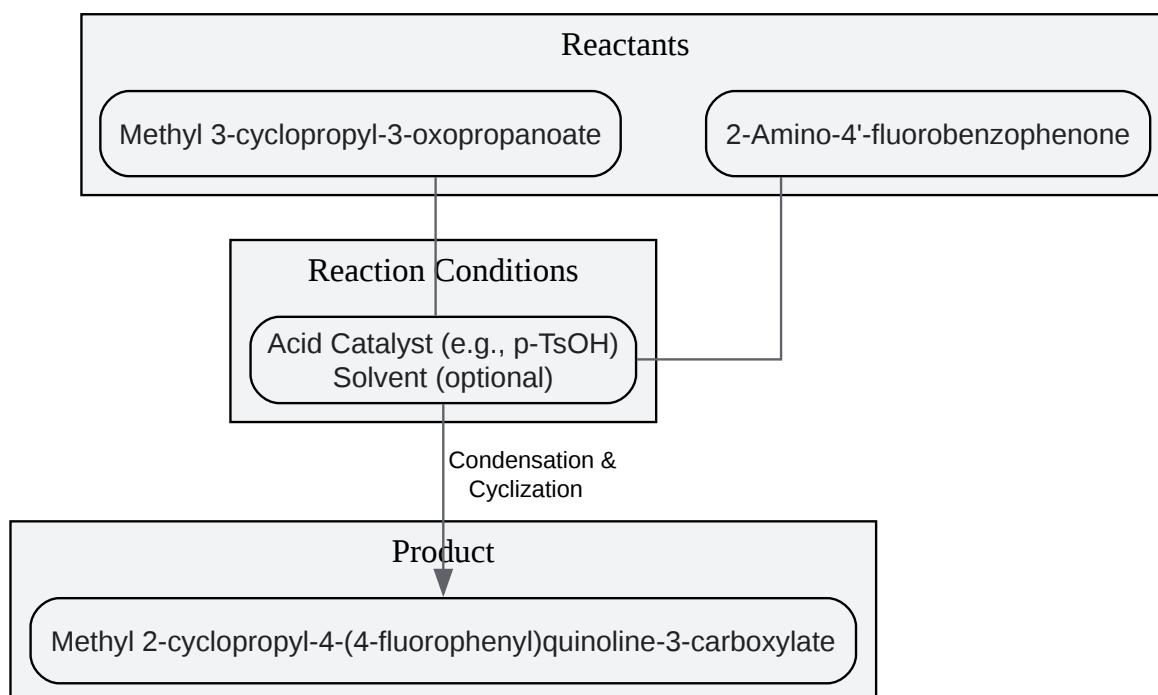 Reactants
Methyl 3-cyclopropyl-3-oxopropanoate
2-Amino-4'-fluorobenzophenone
Reaction Conditions
Acid Catalyst (e.g., p-TsOH)
Solvent (optional)
Condensation &
Cyclization
Product
Methyl 2-cyclopropyl-4-(4-fluorophenyl)quinoline-3-carboxylate